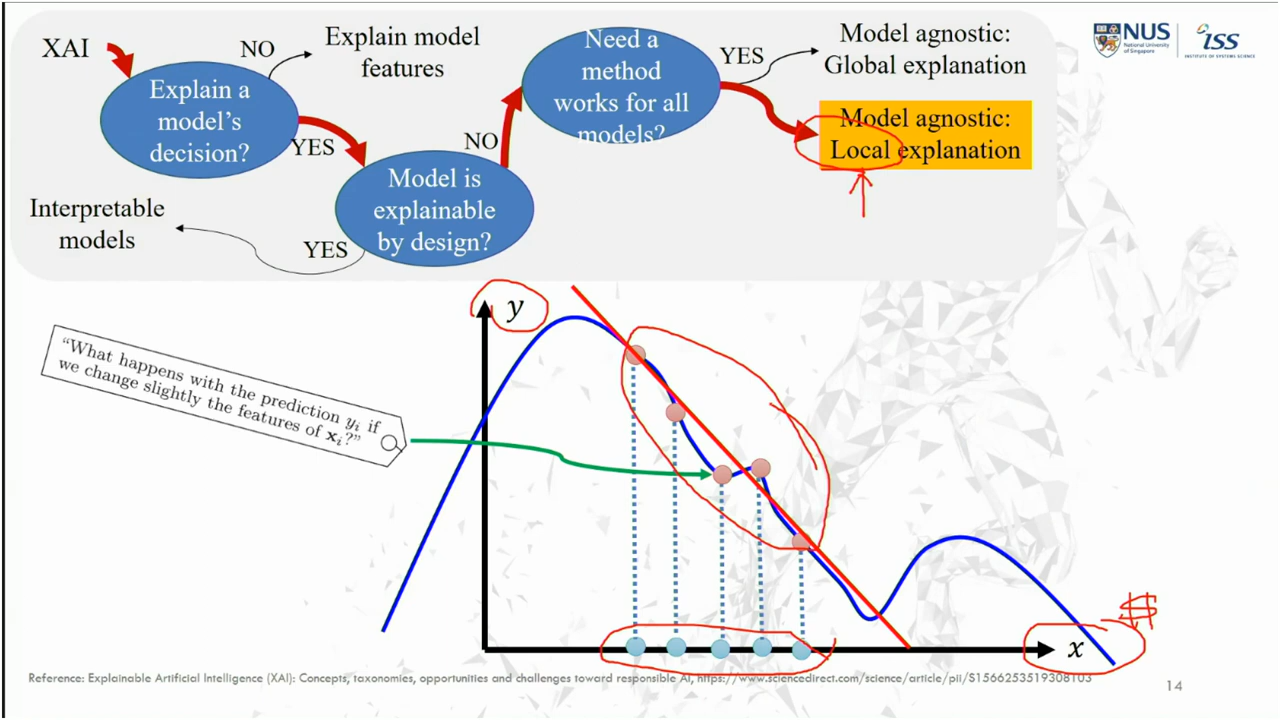 XAI
NO
Explain model
features
Explain a
model's
decision?
YES
NO
Need a
method
works for all
models?
YES
Model agnostic:
Global explanation
Model agnostic:
Local explanation
Model is
explainable
by design?
YES
Interpretable
models
NUS
National University
of Singapore
iss
INSTITUTE OF SYSTEMS SCIENCE
y
"What happens with the prediction yᵢ if
we change slightly the features of xᵢ?"
$
x
Reference: Explainable Artificial Intelligence (XAI): Concepts, taxonomies, opportunities and challenges toward responsible AI, https://www.sciencedirect.com/science/article/pii/S1566253519308103
14